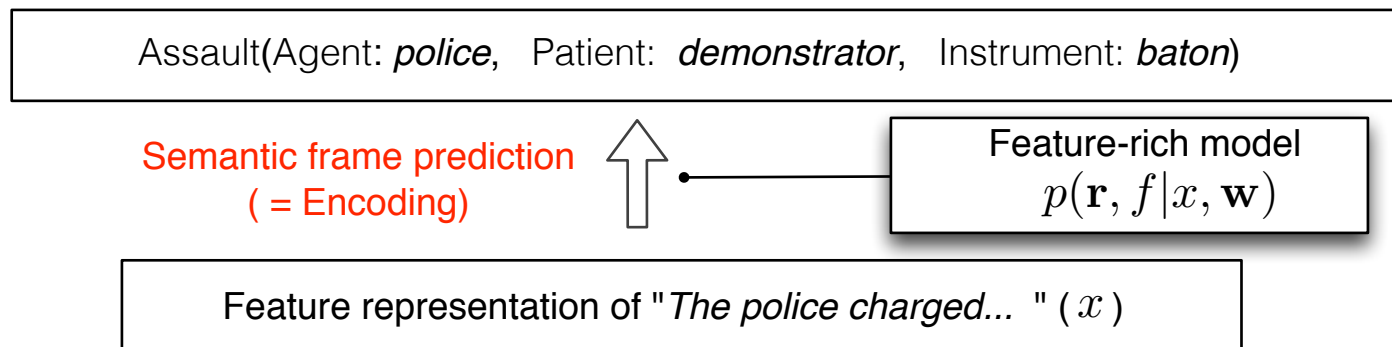 Assault(Agent: police, Patient: demonstrator, Instrument: baton)
Semantic frame prediction
( = Encoding)
Feature-rich model
p(r, f|x, w)
Feature representation of "The police charged... " ( x )